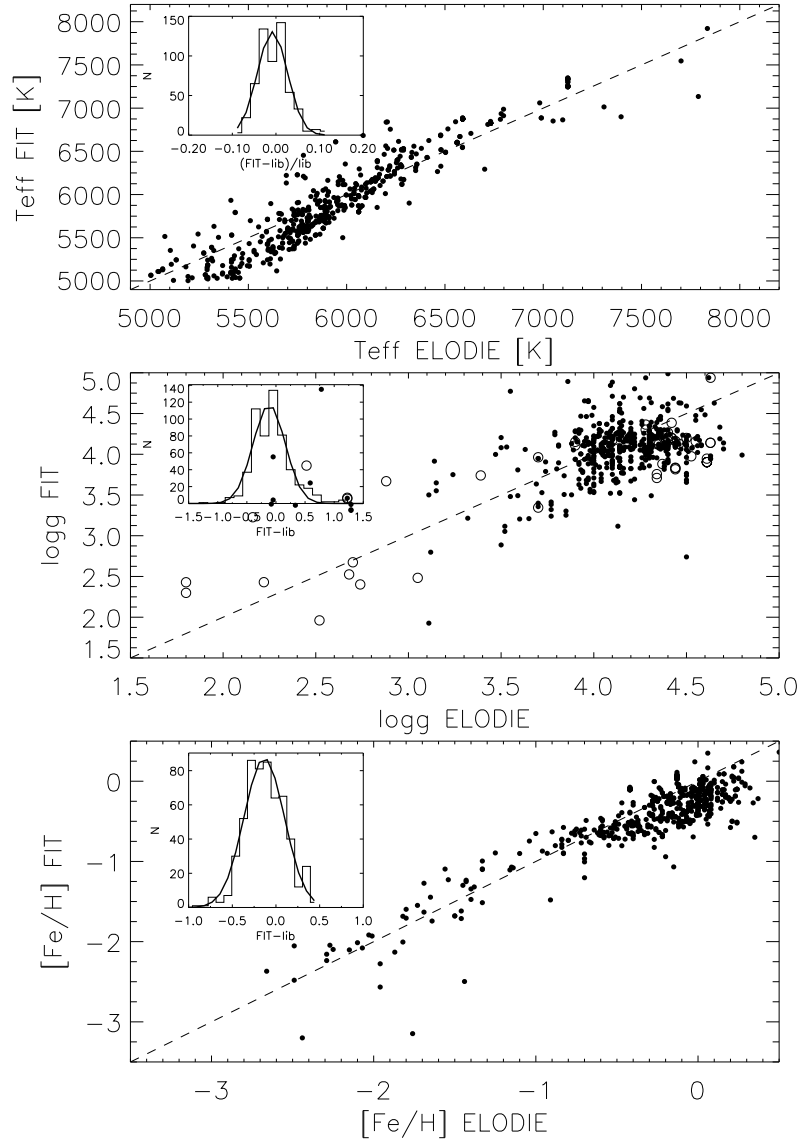 8000
7500
7000
6500
6000
5500
5000
Teff FIT [K]
150
100
50
0
N
−0.20 −0.10 0.00 0.10 0.20
(FIT−lib)/lib
5000 5500 6000 6500 7000 7500 8000
Teff ELODIE [K]
5.0
4.5
4.0
3.5
3.0
2.5
2.0
1.5
logg FIT
140
120
100
80
60
40
20
0
N
−1.5 −1.0 −0.5 0.0 0.5 1.0 1.5
FIT−lib
1.5 2.0 2.5 3.0 3.5 4.0 4.5 5.0
logg ELODIE
0
−1
−2
−3
[Fe/H] FIT
80
60
40
20
0
N
−1.0 −0.5 0.0 0.5 1.0
FIT−lib
−3 −2 −1 0
[Fe/H] ELODIE